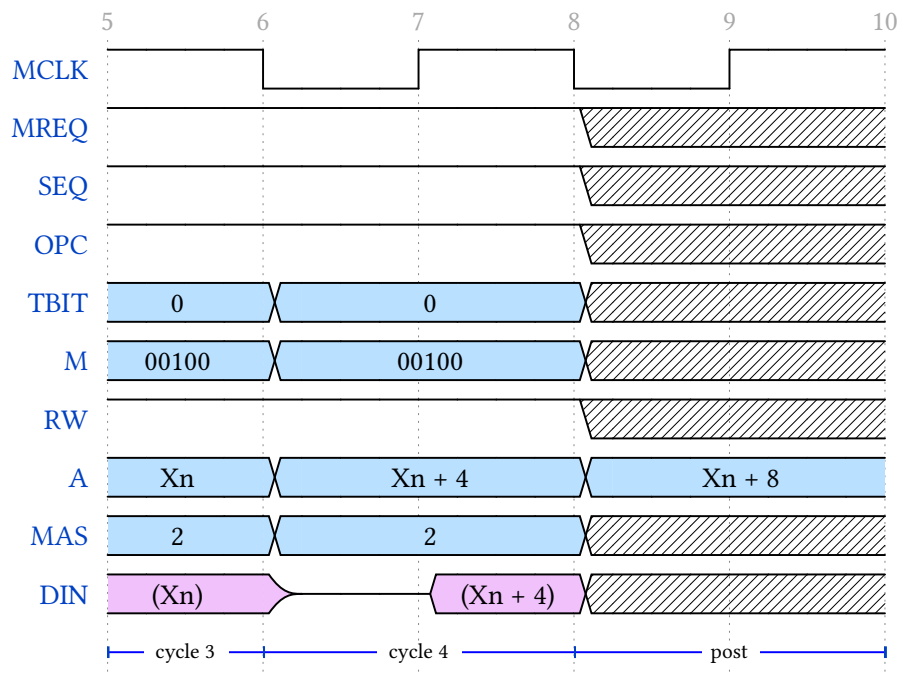 5 6 7 8 9 10
MCLK
MREQ
SEQ
OPC
TBIT 0 0
M 00100 00100
RW
A Xn Xn + 4 Xn + 8
MAS 2 2
DIN (Xn) (Xn + 4)
cycle 3 cycle 4 post